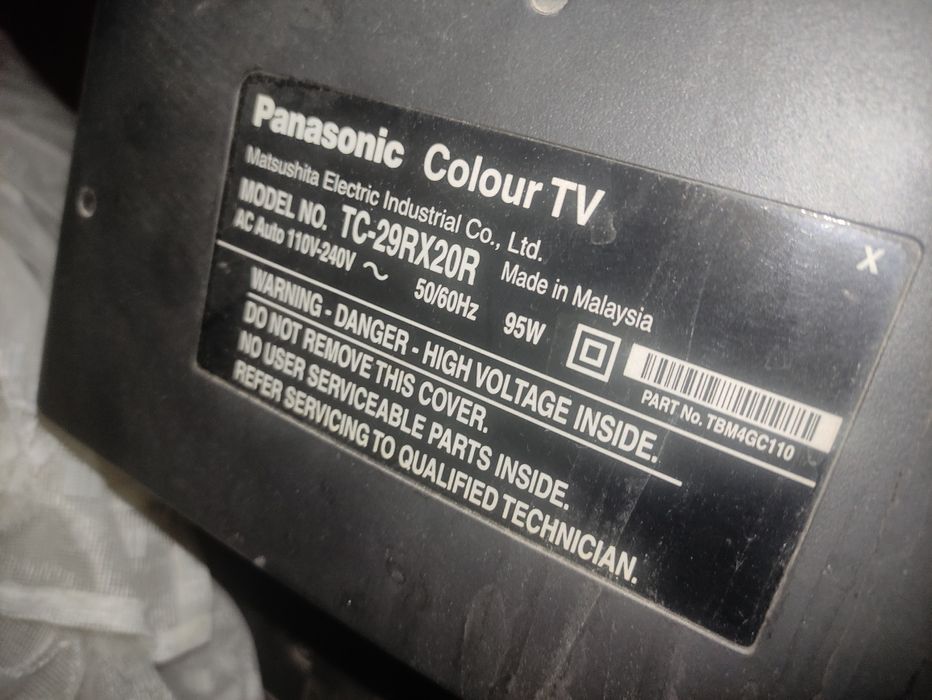 Panasonic Colour TV
X
Matsushita Electric Industrial Co., Ltd.
MODEL NO. TC-29RX20R Made in Malaysia
AC Auto 110V-240V ~ 50/60Hz 95W
WARNING - DANGER - HIGH VOLTAGE INSIDE.
PART No. TBM4GC110
DO NOT REMOVE THIS COVER.
NO USER SERVICEABLE PARTS INSIDE.
REFER SERVICING TO QUALIFIED TECHNICIAN.